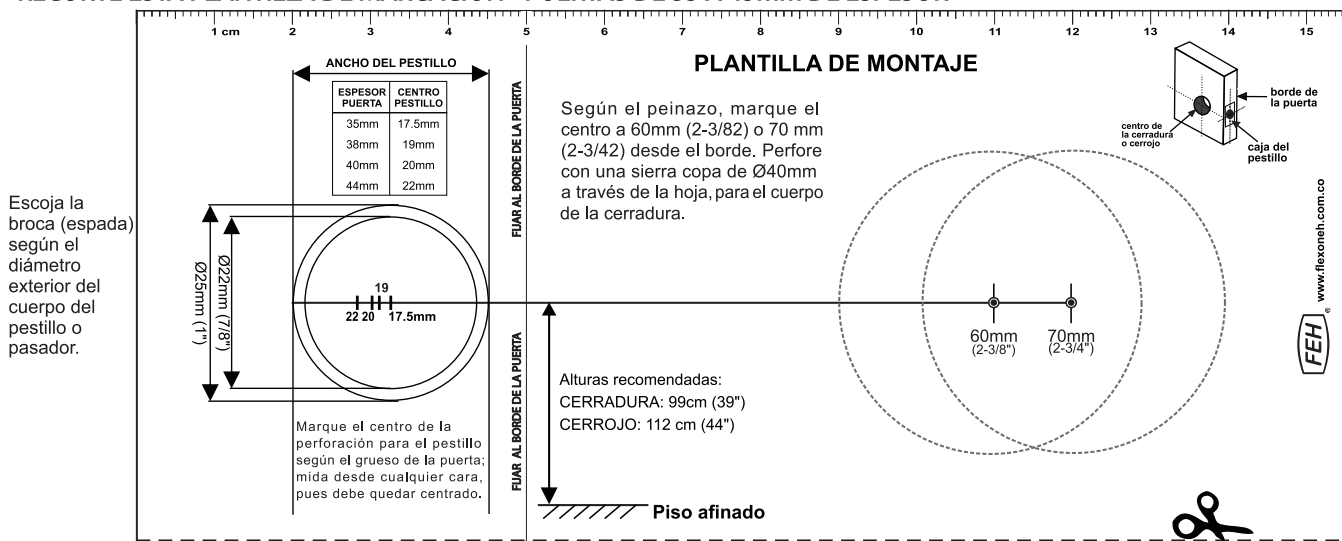 1 cm 2 3 4 5 6 7 8 9 10 11 12 13 14 15
ANCHO DEL PESTILLO
ESPESOR PUERTA CENTRO PESTILLO
35mm 17.5mm
38mm 19mm
40mm 20mm
44mm 22mm
Escoja la
broca (espada)
según el
diámetro
exterior del
cuerpo del
pestillo o
pasador.
Ø25mm (1")
Ø22mm (7/8")
19
22 20 17.5mm
Marque el centro de la
perforación para el pestillo
según el grueso de la puerta;
mida desde cualquier cara,
pues debe quedar centrado.
FIJAR AL BORDE DE LA PUERTA
FIJAR AL BORDE DE LA PUERTA
PLANTILLA DE MONTAJE
Según el peinazo, marque el
centro a 60mm (2-3/82) o 70 mm
(2-3/42) desde el borde. Perfore
con una sierra copa de Ø40mm
a través de la hoja, para el cuerpo
de la cerradura.
Alturas recomendadas:
CERRADURA: 99cm (39")
CERROJO: 112 cm (44")
Piso afinado
60mm
(2-3/8")
70mm
(2-3/4")
borde de
la puerta
centro de
la cerradura
o cerrojo
caja del
pestillo
www.flexoneh.com.co
FEH ®